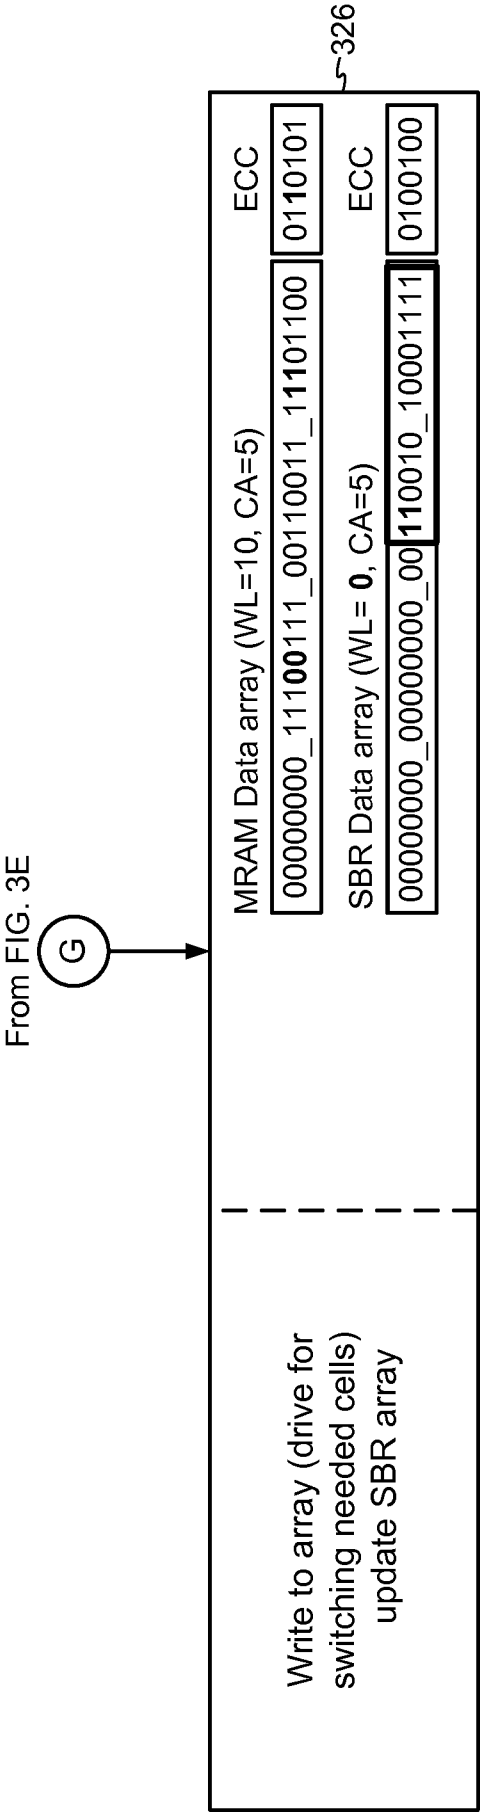 From FIG. 3E
G
Write to array (drive for
switching needed cells)
update SBR array
MRAM Data array (WL=10, CA=5) ECC
00000000_11100111_00110011_11101100 0110101
SBR Data array (WL= 0, CA=5) ECC
00000000_00000000_00110010_10001111 0100100
326